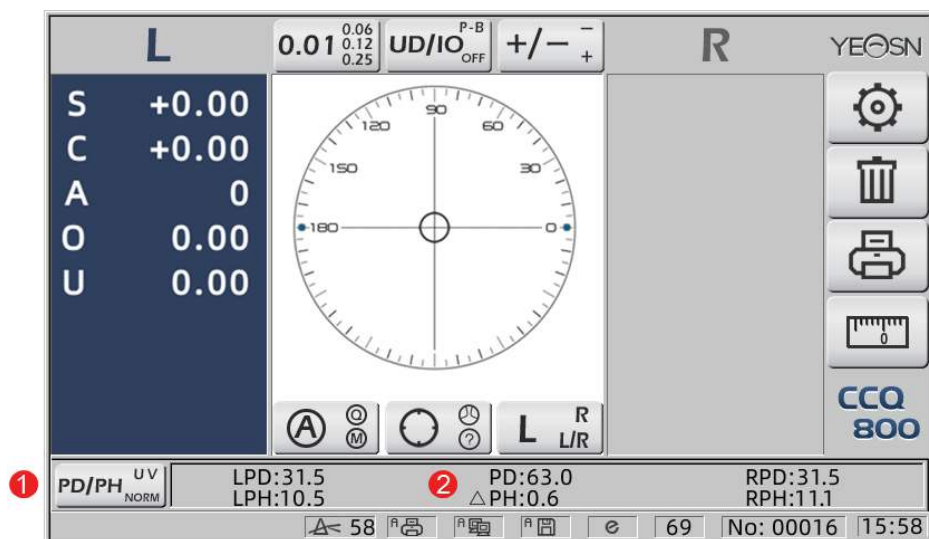 L
0.01 0.06 0.12 0.25
UD/IO P-B OFF
+/− − +
R
YEOSN
S +0.00
C +0.00
A 0
O 0.00
U 0.00
90
120 60
150 30
180 0
0
A Q M
?
L R L/R
CCQ 800
1
PD/PH UV NORM
LPD:31.5 PD:63.0 RPD:31.5
2
LPH:10.5 △PH:0.6 RPH:11.1
A< 58 A A A e 69 No: 00016 15:58